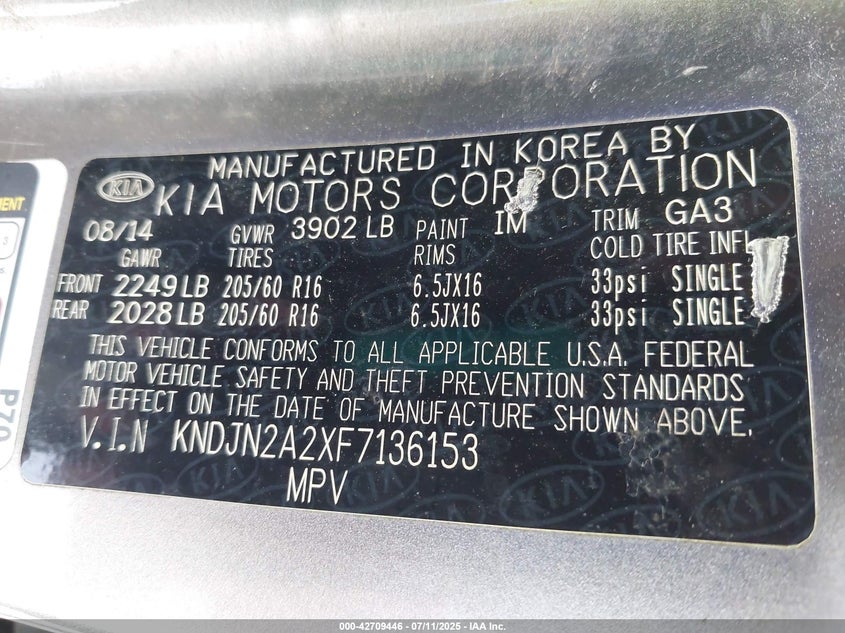 MANUFACTURED IN KOREA BY
KIA KIA MOTORS CORPORATION
08/14 GVWR 3902 LB PAINT IM TRIM GA3
GAWR TIRES RIMS COLD TIRE INFL
FRONT 2249 LB 205/60 R16 6.5JX16 33psi SINGLE
REAR 2028 LB 205/60 R16 6.5JX16 33psi SINGLE
THIS VEHICLE CONFORMS TO ALL APPLICABLE U.S.A. FEDERAL
MOTOR VEHICLE SAFETY AND THEFT PREVENTION STANDARDS
IN EFFECT ON THE DATE OF MANUFACTURE SHOWN ABOVE.
V.I.N KNDJN2A2XF7136153
MPV
000-42709446 - 07/11/2025 - IAA Inc.